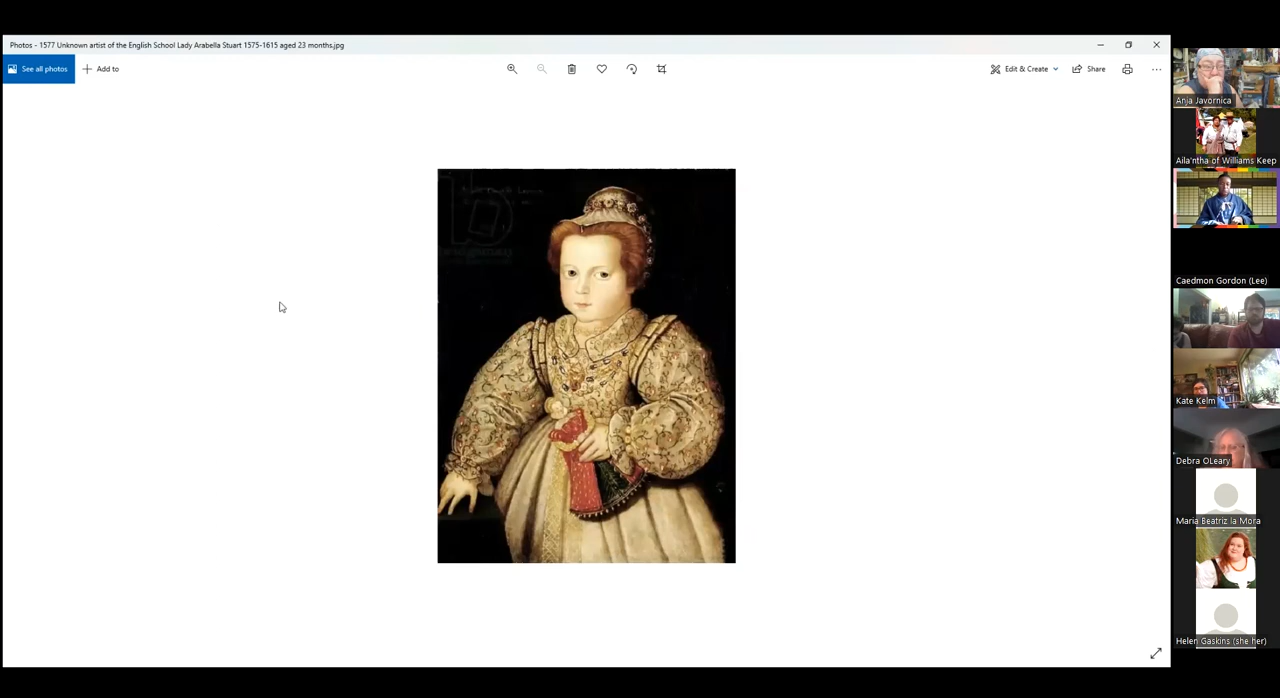 Photos - 1577 Unknown artist of the English School Lady Arabella Stuart 1575-1615 aged 23 months.jpg
See all photos
Add to
Edit & Create
Share
Anja Javornica
Aila'ntha of Williams Keep
Caedmon Gordon (Lee)
Kate Kelm
Debra OLeary
Maria Beatriz la Mora
Helen Gaskins (she her)